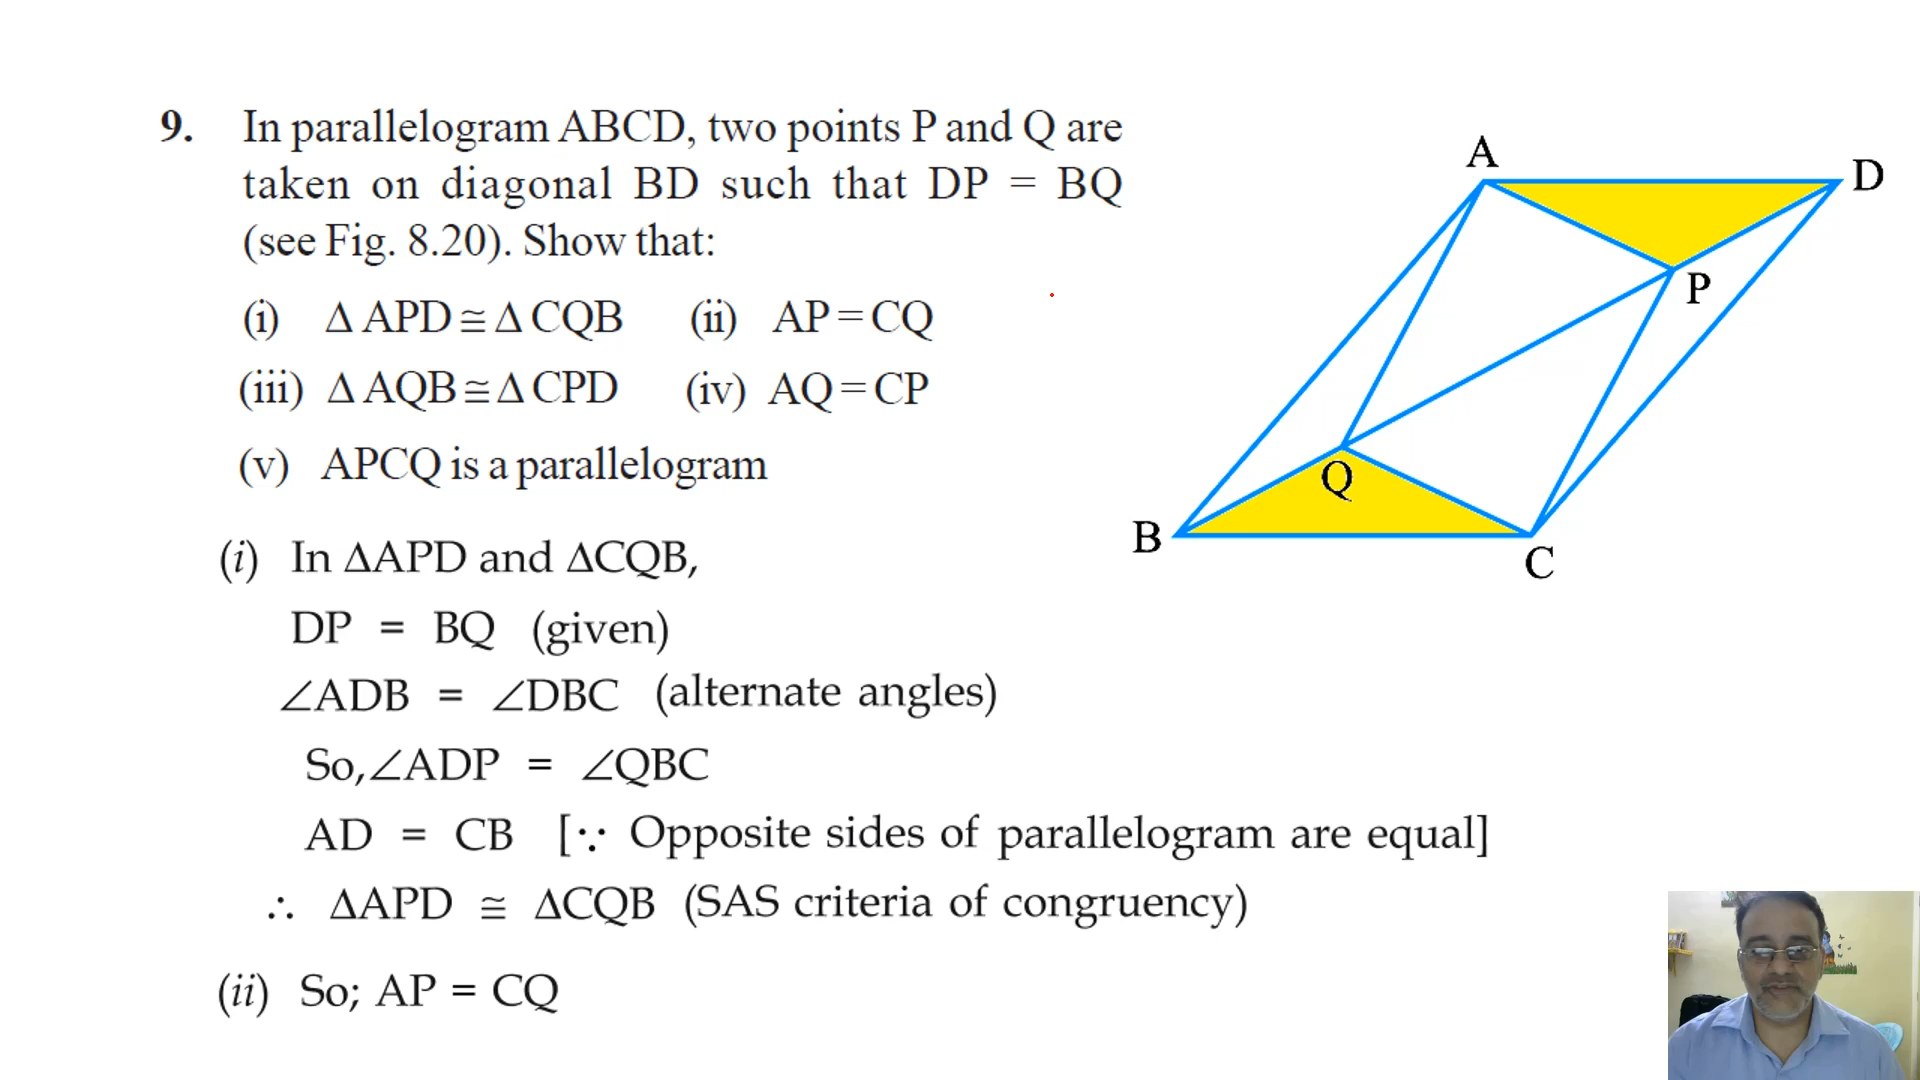 9. In parallelogram ABCD, two points P and Q are
taken on diagonal BD such that DP = BQ
(see Fig. 8.20). Show that:
(i) Δ APD ≅ Δ CQB (ii) AP = CQ
(iii) Δ AQB ≅ Δ CPD (iv) AQ = CP
(v) APCQ is a parallelogram
A
D
P
Q
B
C
(i) In ΔAPD and ΔCQB,
DP = BQ (given)
∠ADB = ∠DBC (alternate angles)
So,∠ADP = ∠QBC
AD = CB [∵ Opposite sides of parallelogram are equal]
∴ ΔAPD ≅ ΔCQB (SAS criteria of congruency)
(ii) So; AP = CQ